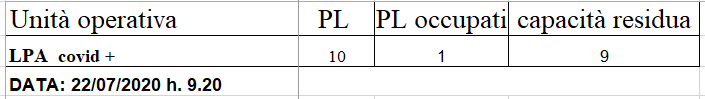 Unità operativa PL PL occupati capacità residua
LPA covid + 10 1 9
DATA: 22/07/2020 h. 9.20